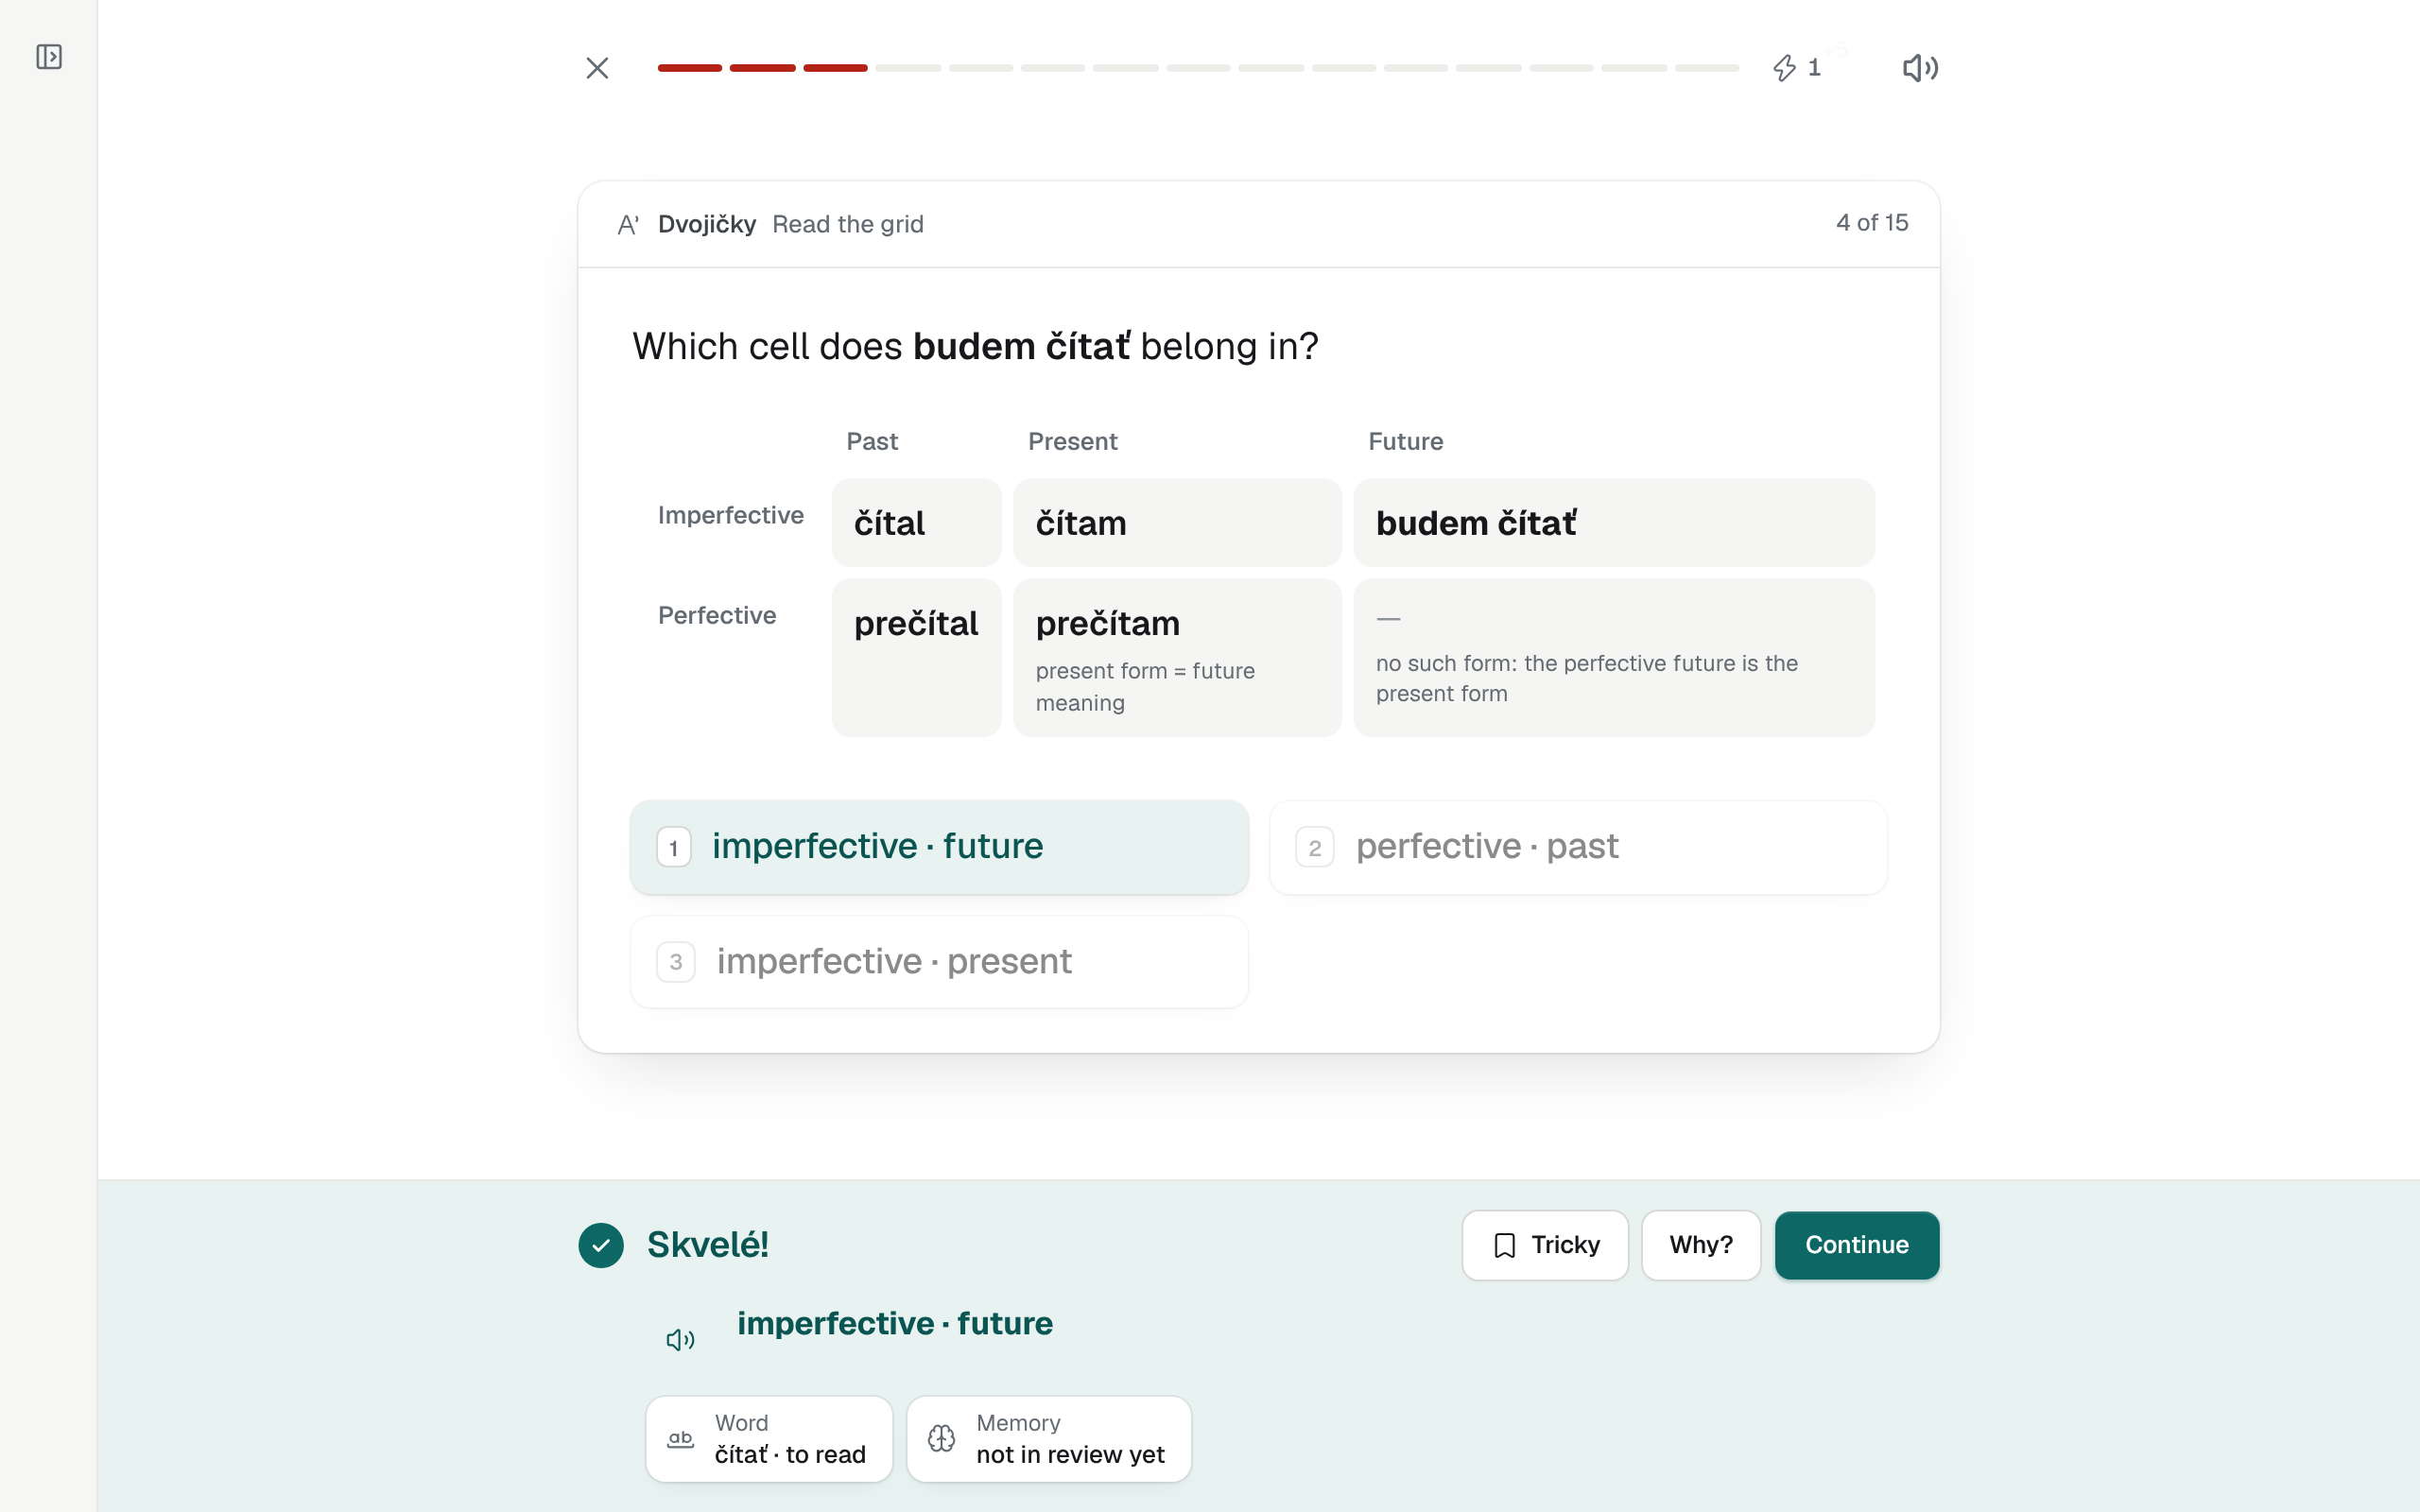 1 +5
Dvojičky Read the grid 4 of 15
Which cell does budem čítať belong in?
Past Present Future
Imperfective čítal čítam budem čítať
Perfective prečítal prečítam —
present form = future
meaning
no such form: the perfective future is the
present form
1 imperfective · future
2 perfective · past
3 imperfective · present
Skvelé!
Tricky Why? Continue
imperfective · future
ab Word
čítať · to read
Memory
not in review yet